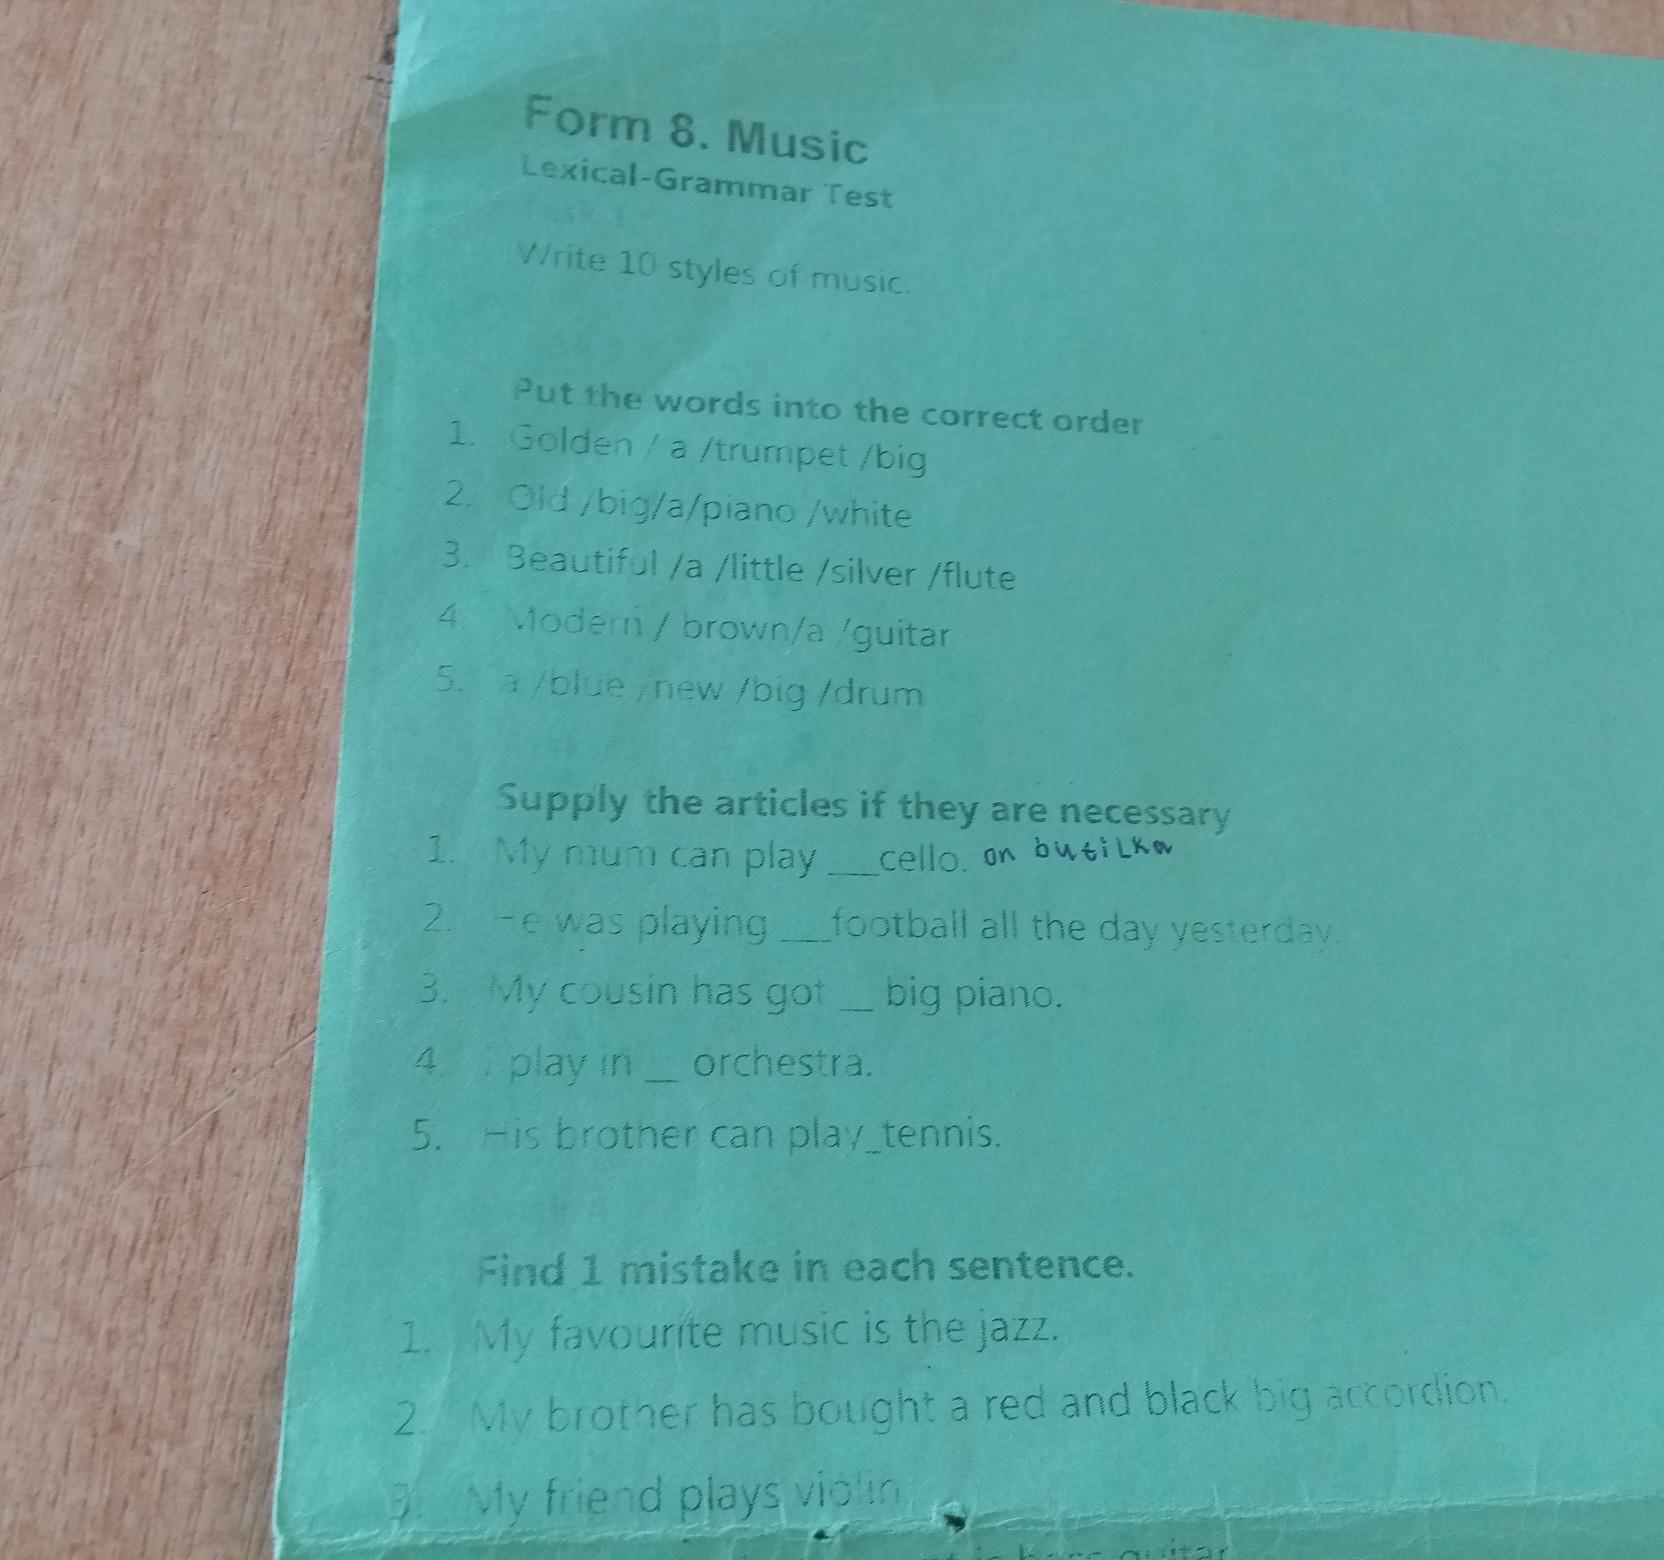 Form 8. Music
Lexical-Grammar Test
Task 1
Write 10 styles of music.
Put the words into the correct order
1. Golden / a /trumpet /big
2. Old /big/a/piano /white
3. Beautiful /a /little /silver /flute
4. Modern / brown/a /guitar
5. a /blue /new /big /drum
Supply the articles if they are necessary
1. My mum can play ___cello. on butiLka
2. He was playing ___football all the day yesterday.
3. My cousin has got __ big piano.
4. I play in __ orchestra.
5. His brother can play_tennis.
Find 1 mistake in each sentence.
1. My favourite music is the jazz.
2. My brother has bought a red and black big accordion.
3. My friend plays violin
guitar